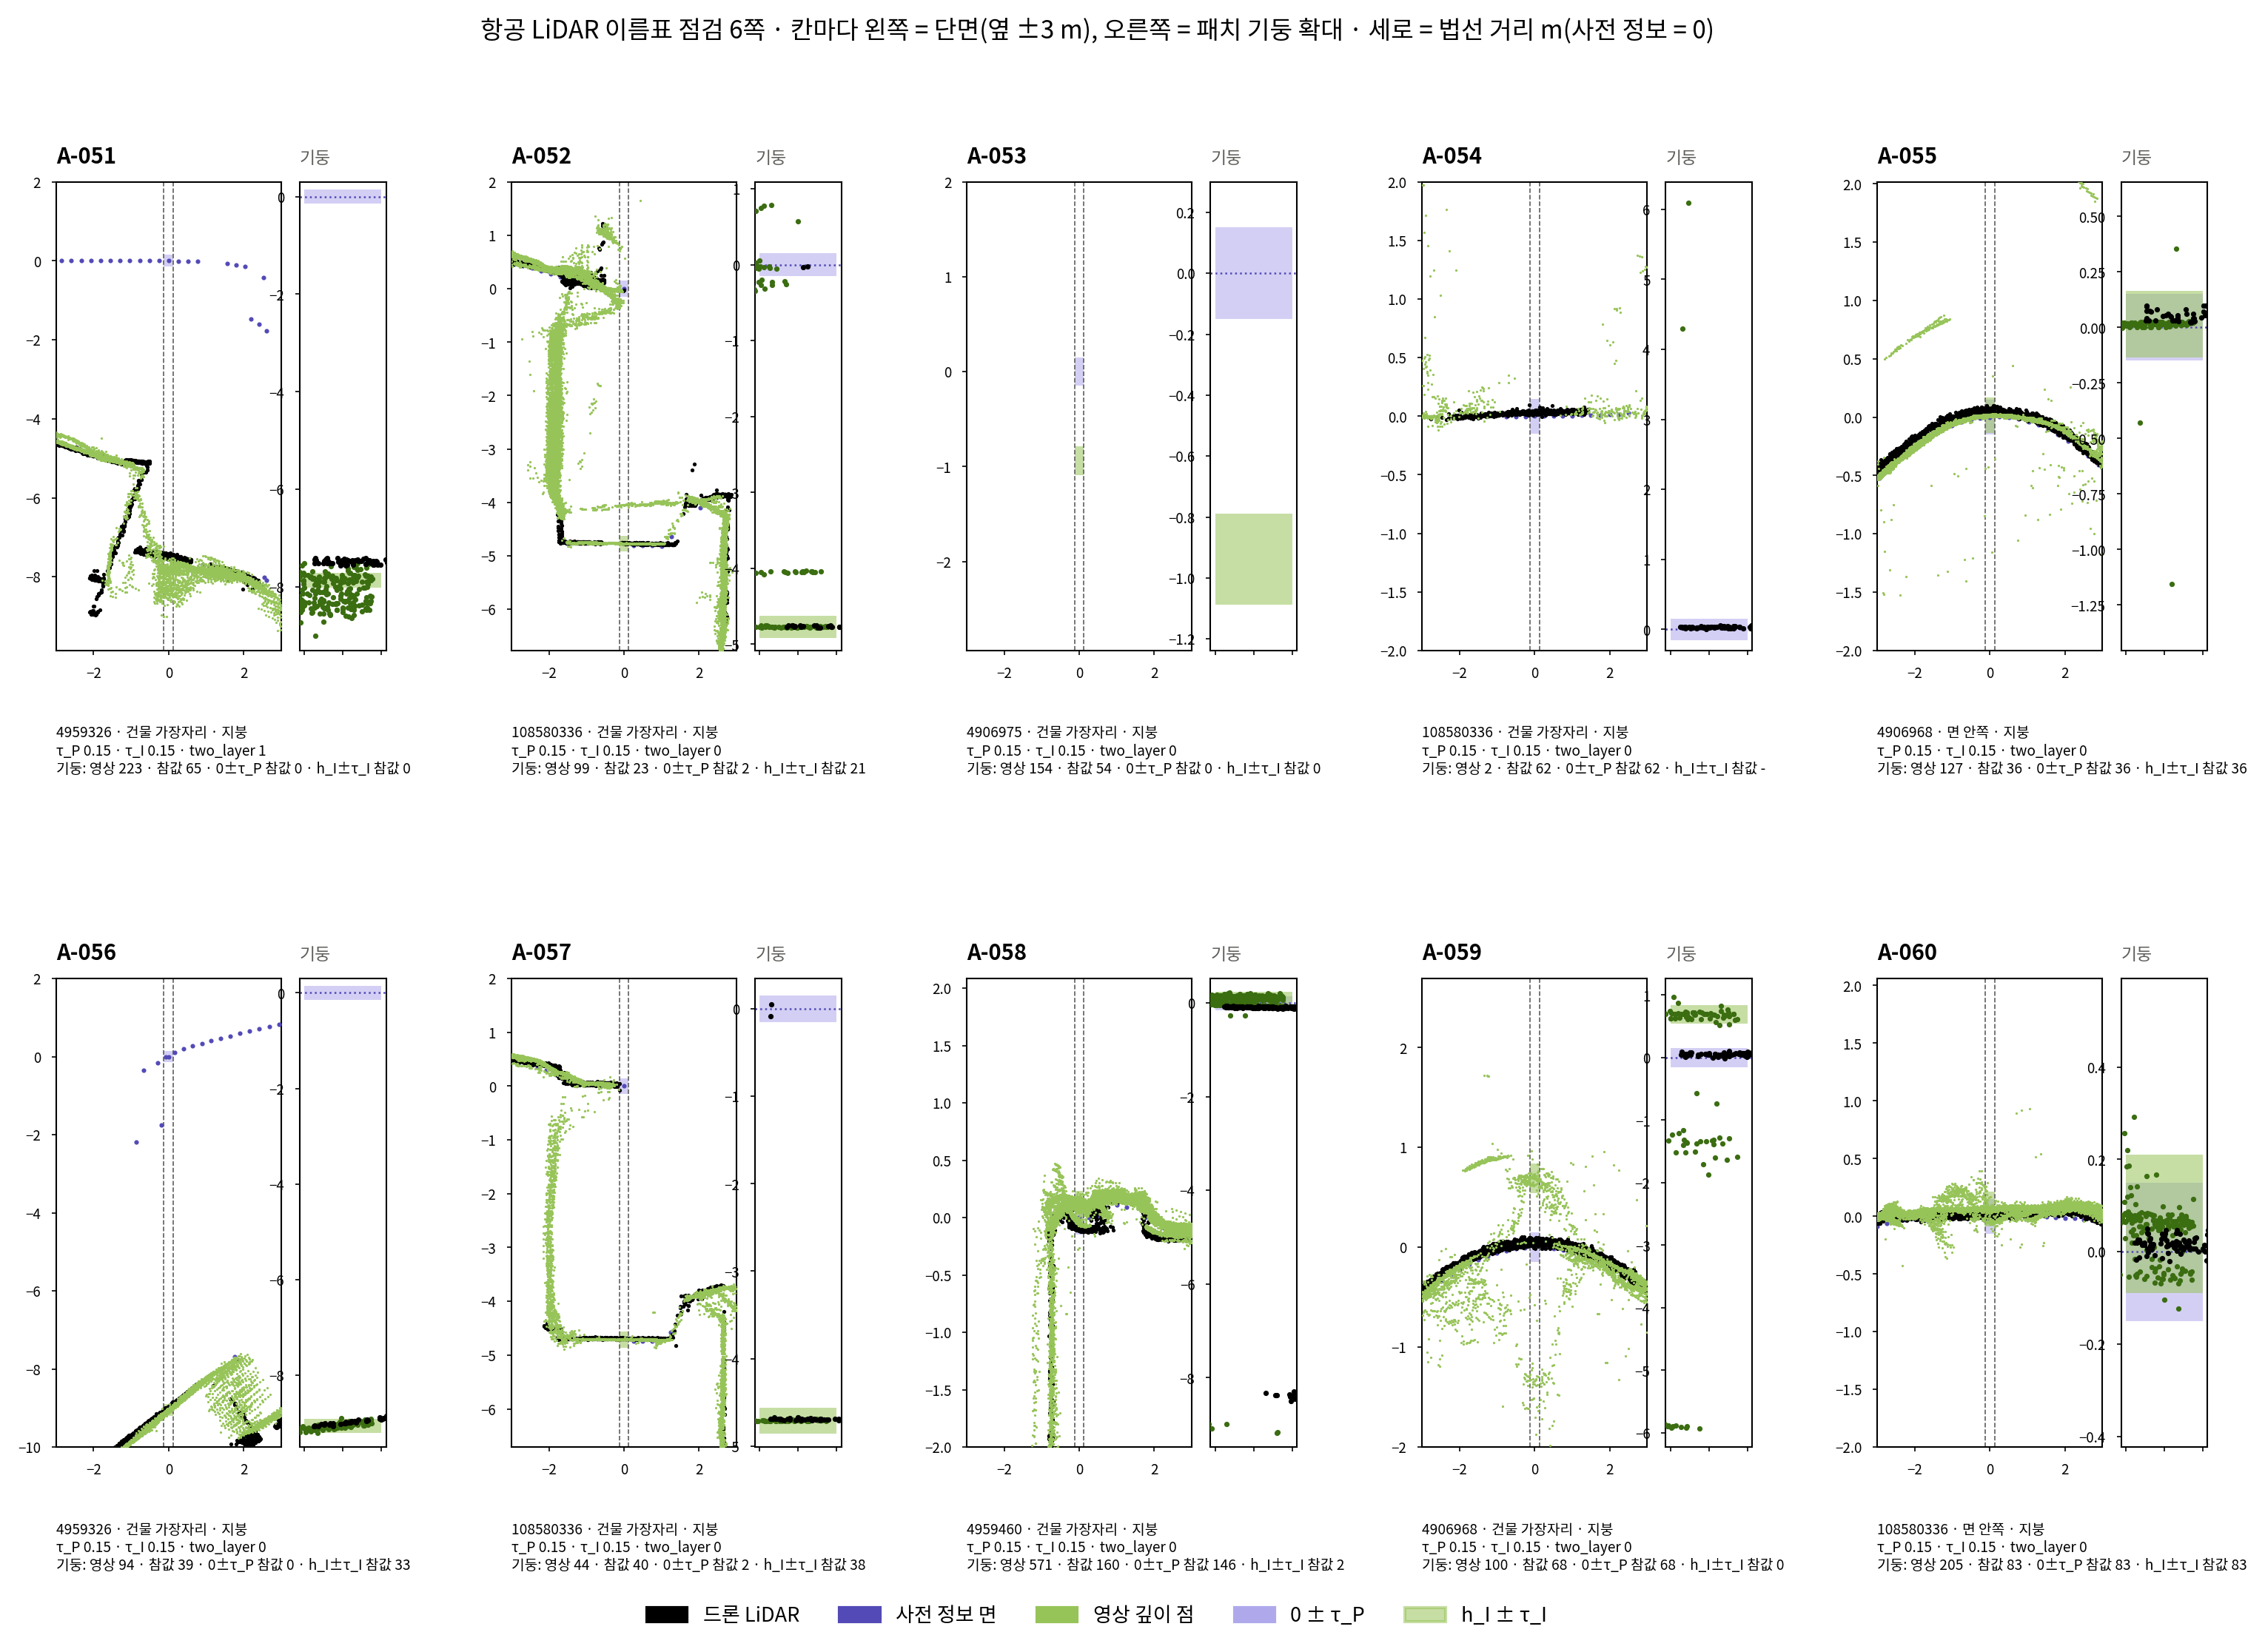 항공 LiDAR 이름표 점검 6쪽 · 칸마다 왼쪽 = 단면(옆 ±3 m), 오른쪽 = 패치 기둥 확대 · 세로 = 법선 거리 m(사전 정보 = 0)
A-051 기둥 A-052 기둥 A-053 기둥 A-054 기둥 A-055 기둥
4959326 · 건물 가장자리 · 지붕
τ_P 0.15 · τ_I 0.15 · two_layer 1
기둥: 영상 223 · 참값 65 · 0±τ_P 참값 0 · h_I±τ_I 참값 0
108580336 · 건물 가장자리 · 지붕
τ_P 0.15 · τ_I 0.15 · two_layer 0
기둥: 영상 99 · 참값 23 · 0±τ_P 참값 2 · h_I±τ_I 참값 21
4906975 · 건물 가장자리 · 지붕
τ_P 0.15 · τ_I 0.15 · two_layer 0
기둥: 영상 154 · 참값 54 · 0±τ_P 참값 0 · h_I±τ_I 참값 0
108580336 · 건물 가장자리 · 지붕
τ_P 0.15 · τ_I 0.15 · two_layer 0
기둥: 영상 2 · 참값 62 · 0±τ_P 참값 62 · h_I±τ_I 참값 -
4906968 · 면 안쪽 · 지붕
τ_P 0.15 · τ_I 0.15 · two_layer 0
기둥: 영상 127 · 참값 36 · 0±τ_P 참값 36 · h_I±τ_I 참값 36
A-056 기둥 A-057 기둥 A-058 기둥 A-059 기둥 A-060 기둥
4959326 · 건물 가장자리 · 지붕
τ_P 0.15 · τ_I 0.15 · two_layer 0
기둥: 영상 94 · 참값 39 · 0±τ_P 참값 0 · h_I±τ_I 참값 33
108580336 · 건물 가장자리 · 지붕
τ_P 0.15 · τ_I 0.15 · two_layer 0
기둥: 영상 44 · 참값 40 · 0±τ_P 참값 2 · h_I±τ_I 참값 38
4959460 · 건물 가장자리 · 지붕
τ_P 0.15 · τ_I 0.15 · two_layer 0
기둥: 영상 571 · 참값 160 · 0±τ_P 참값 146 · h_I±τ_I 참값 2
4906968 · 건물 가장자리 · 지붕
τ_P 0.15 · τ_I 0.15 · two_layer 0
기둥: 영상 100 · 참값 68 · 0±τ_P 참값 68 · h_I±τ_I 참값 0
108580336 · 면 안쪽 · 지붕
τ_P 0.15 · τ_I 0.15 · two_layer 0
기둥: 영상 205 · 참값 83 · 0±τ_P 참값 83 · h_I±τ_I 참값 83
드론 LiDAR 사전 정보 면 영상 깊이 점 0 ± τ_P h_I ± τ_I